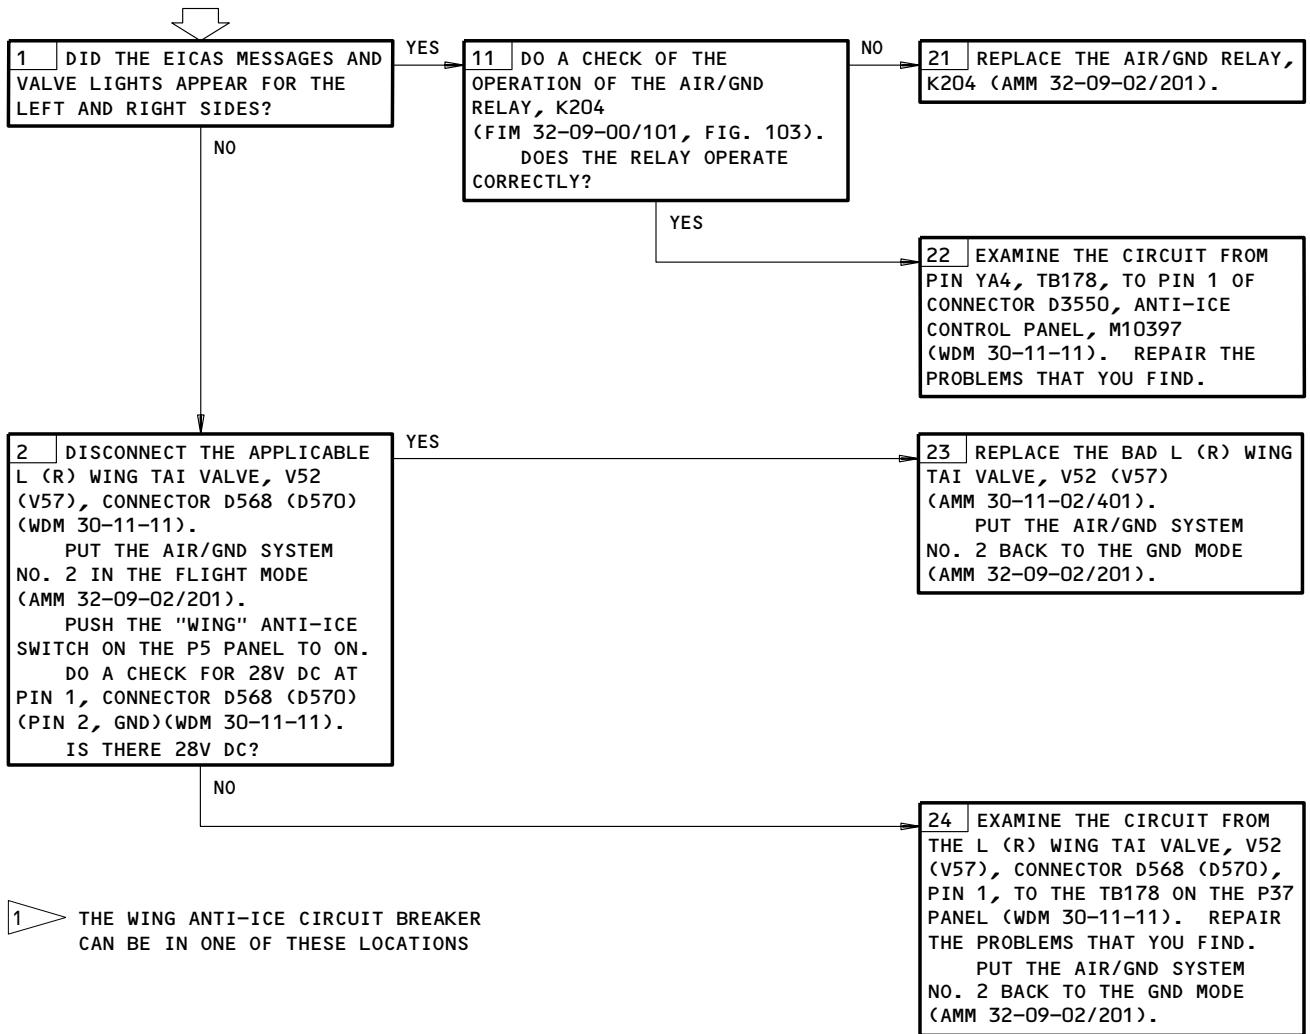 1 DID THE EICAS MESSAGES AND
VALVE LIGHTS APPEAR FOR THE
LEFT AND RIGHT SIDES?
YES
NO
11 DO A CHECK OF THE
OPERATION OF THE AIR/GND
RELAY, K204
(FIM 32-09-00/101, FIG. 103).
DOES THE RELAY OPERATE
CORRECTLY?
NO
YES
21 REPLACE THE AIR/GND RELAY,
K204 (AMM 32-09-02/201).
22 EXAMINE THE CIRCUIT FROM
PIN YA4, TB178, TO PIN 1 OF
CONNECTOR D3550, ANTI-ICE
CONTROL PANEL, M10397
(WDM 30-11-11). REPAIR THE
PROBLEMS THAT YOU FIND.
2 DISCONNECT THE APPLICABLE
L (R) WING TAI VALVE, V52
(V57), CONNECTOR D568 (D570)
(WDM 30-11-11).
PUT THE AIR/GND SYSTEM
NO. 2 IN THE FLIGHT MODE
(AMM 32-09-02/201).
PUSH THE "WING" ANTI-ICE
SWITCH ON THE P5 PANEL TO ON.
DO A CHECK FOR 28V DC AT
PIN 1, CONNECTOR D568 (D570)
(PIN 2, GND)(WDM 30-11-11).
IS THERE 28V DC?
YES
NO
23 REPLACE THE BAD L (R) WING
TAI VALVE, V52 (V57)
(AMM 30-11-02/401).
PUT THE AIR/GND SYSTEM
NO. 2 BACK TO THE GND MODE
(AMM 32-09-02/201).
24 EXAMINE THE CIRCUIT FROM
THE L (R) WING TAI VALVE, V52
(V57), CONNECTOR D568 (D570),
PIN 1, TO THE TB178 ON THE P37
PANEL (WDM 30-11-11). REPAIR
THE PROBLEMS THAT YOU FIND.
PUT THE AIR/GND SYSTEM
NO. 2 BACK TO THE GND MODE
(AMM 32-09-02/201).
1 THE WING ANTI-ICE CIRCUIT BREAKER
CAN BE IN ONE OF THESE LOCATIONS